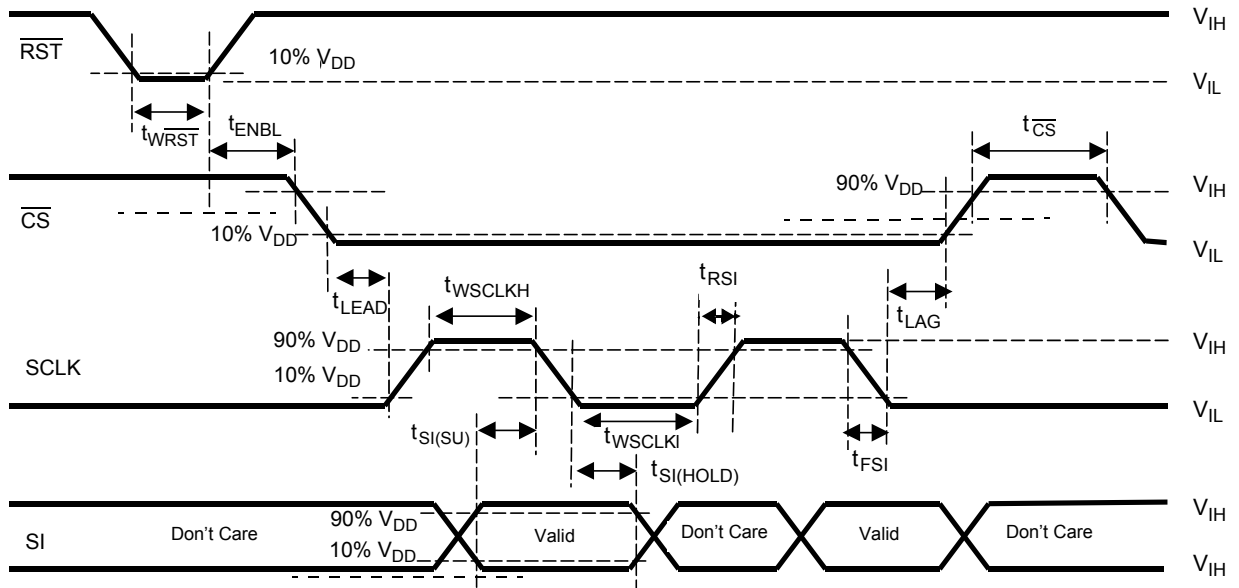 V_IH
RST
10% V_DD
V_IL
t_WRST
t_ENBL
t_CS
90% V_DD
V_IH
CS
10% V_DD
V_IL
t_LEAD
t_WSCLKH
t_RSI
t_LAG
90% V_DD
V_IH
SCLK
10% V_DD
V_IL
t_SI(SU)
t_WSCLKl
t_FSI
t_SI(HOLD)
90% V_DD
V_IH
SI
Don't Care
Valid
Don't Care
Valid
Don't Care
10% V_DD
V_IH